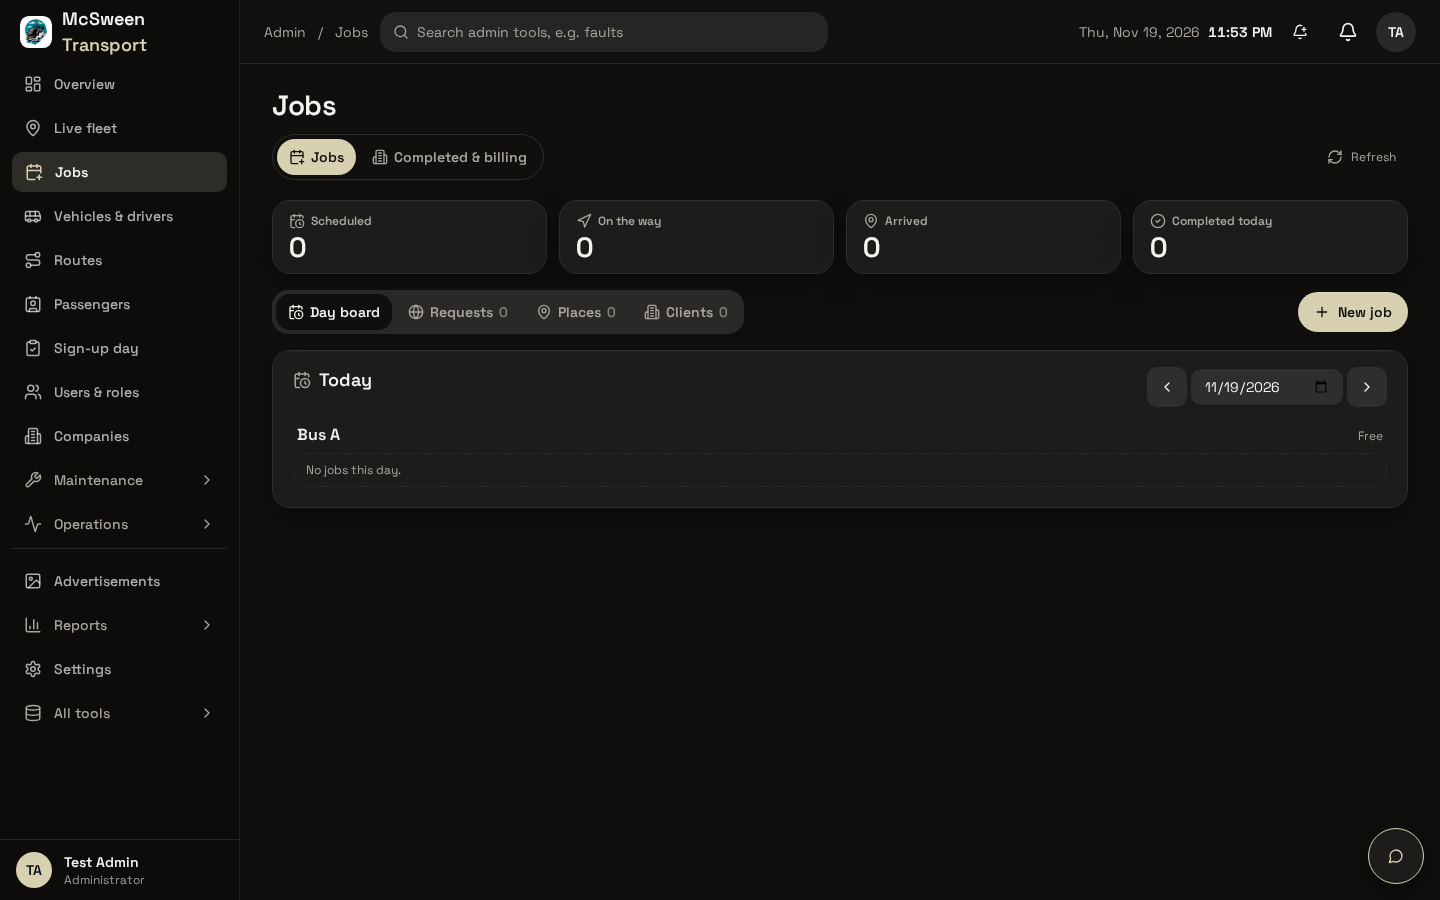 McSween
Transport
Overview
Live fleet
Jobs
Vehicles & drivers
Routes
Passengers
Sign-up day
Users & roles
Companies
Maintenance
Operations
Advertisements
Reports
Settings
All tools
TA
Test Admin
Administrator
Admin / Jobs
Search admin tools, e.g. faults
Thu, Nov 19, 2026 11:53 PM
TA
Jobs
Jobs
Completed & billing
Refresh
Scheduled
0
On the way
0
Arrived
0
Completed today
0
Day board
Requests 0
Places 0
Clients 0
New job
Today
11/19/2026
Bus A
Free
No jobs this day.